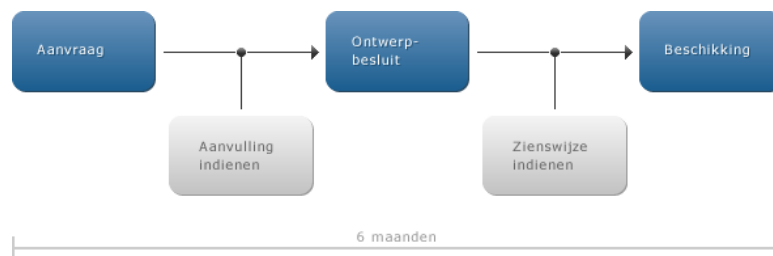 Aanvraag
Ontwerp-
besluit
Beschikking
Aanvulling
indienen
Zienswijze
indienen
6 maanden